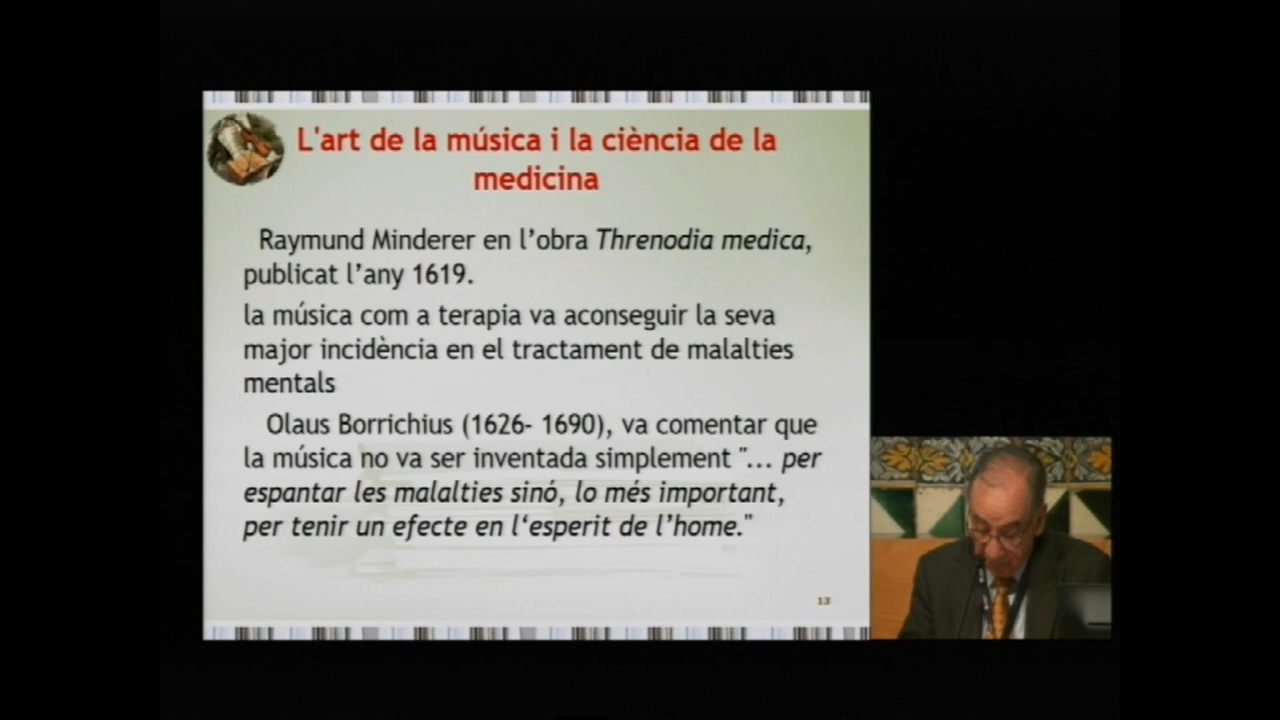 L'art de la música i la ciència de la
medicina
Raymund Minderer en l’obra Threnodia medica,
publicat l’any 1619.
la música com a terapia va aconseguir la seva
major incidència en el tractament de malalties
mentals
Olaus Borrichius (1626- 1690), va comentar que
la música no va ser inventada simplement "... per
espantar les malalties sinó, lo més important,
per tenir un efecte en l‘esperit de l’home."
13